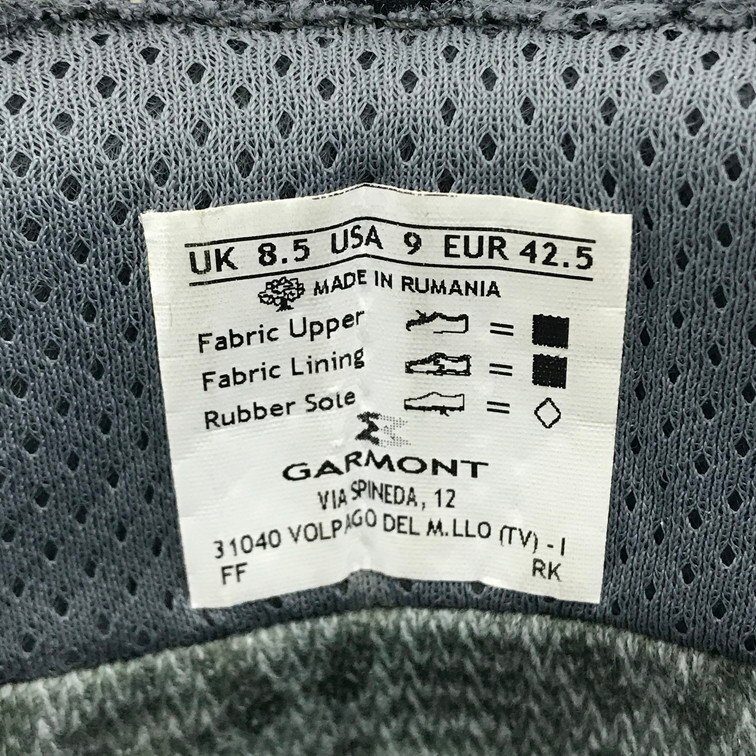 UK 8.5 USA 9 EUR 42.5
MADE IN RUMANIA
Fabric Upper =
Fabric Lining =
Rubber Sole =
GARMONT
VIA SPINEDA, 12
31040 VOLPAGO DEL M.LLO (TV) - I
FF RK